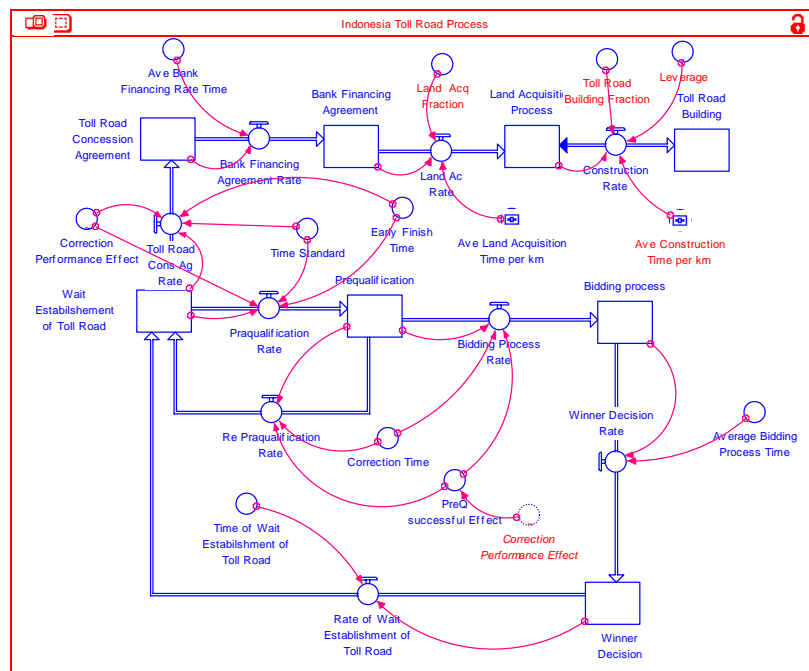 Indonesia Toll Road Process
Ave Bank
Financing Rate Time
Bank Financing
Agreement
Land Acq
Fraction
Land Acquisiti
Process
Toll Road
Building Fraction
Leverage
Toll Road
Building
Toll Road
Concession
Agreement
Bank Financing
Agreement Rate
Land Ac
Rate
Construction
Rate
Correction
Performance Effect
Toll Road
Cons Ag
Rate
Time Standard
Early Finish
Time
Ave Land Acquisition
Time per km
Ave Construction
Time per km
Wait
Estabilshement
of Toll Road
Praqualification
Rate
Prequalification
Bidding Process
Rate
Bidding process
Re Praqualification
Rate
Correction Time
Winner Decision
Rate
Average Bidding
Process Time
PreQ
successful Effect
Correction
Performance Effect
Time of Wait
Estabilshment of
Toll Road
Rate of Wait
Establishment of
Toll Road
Winner
Decision